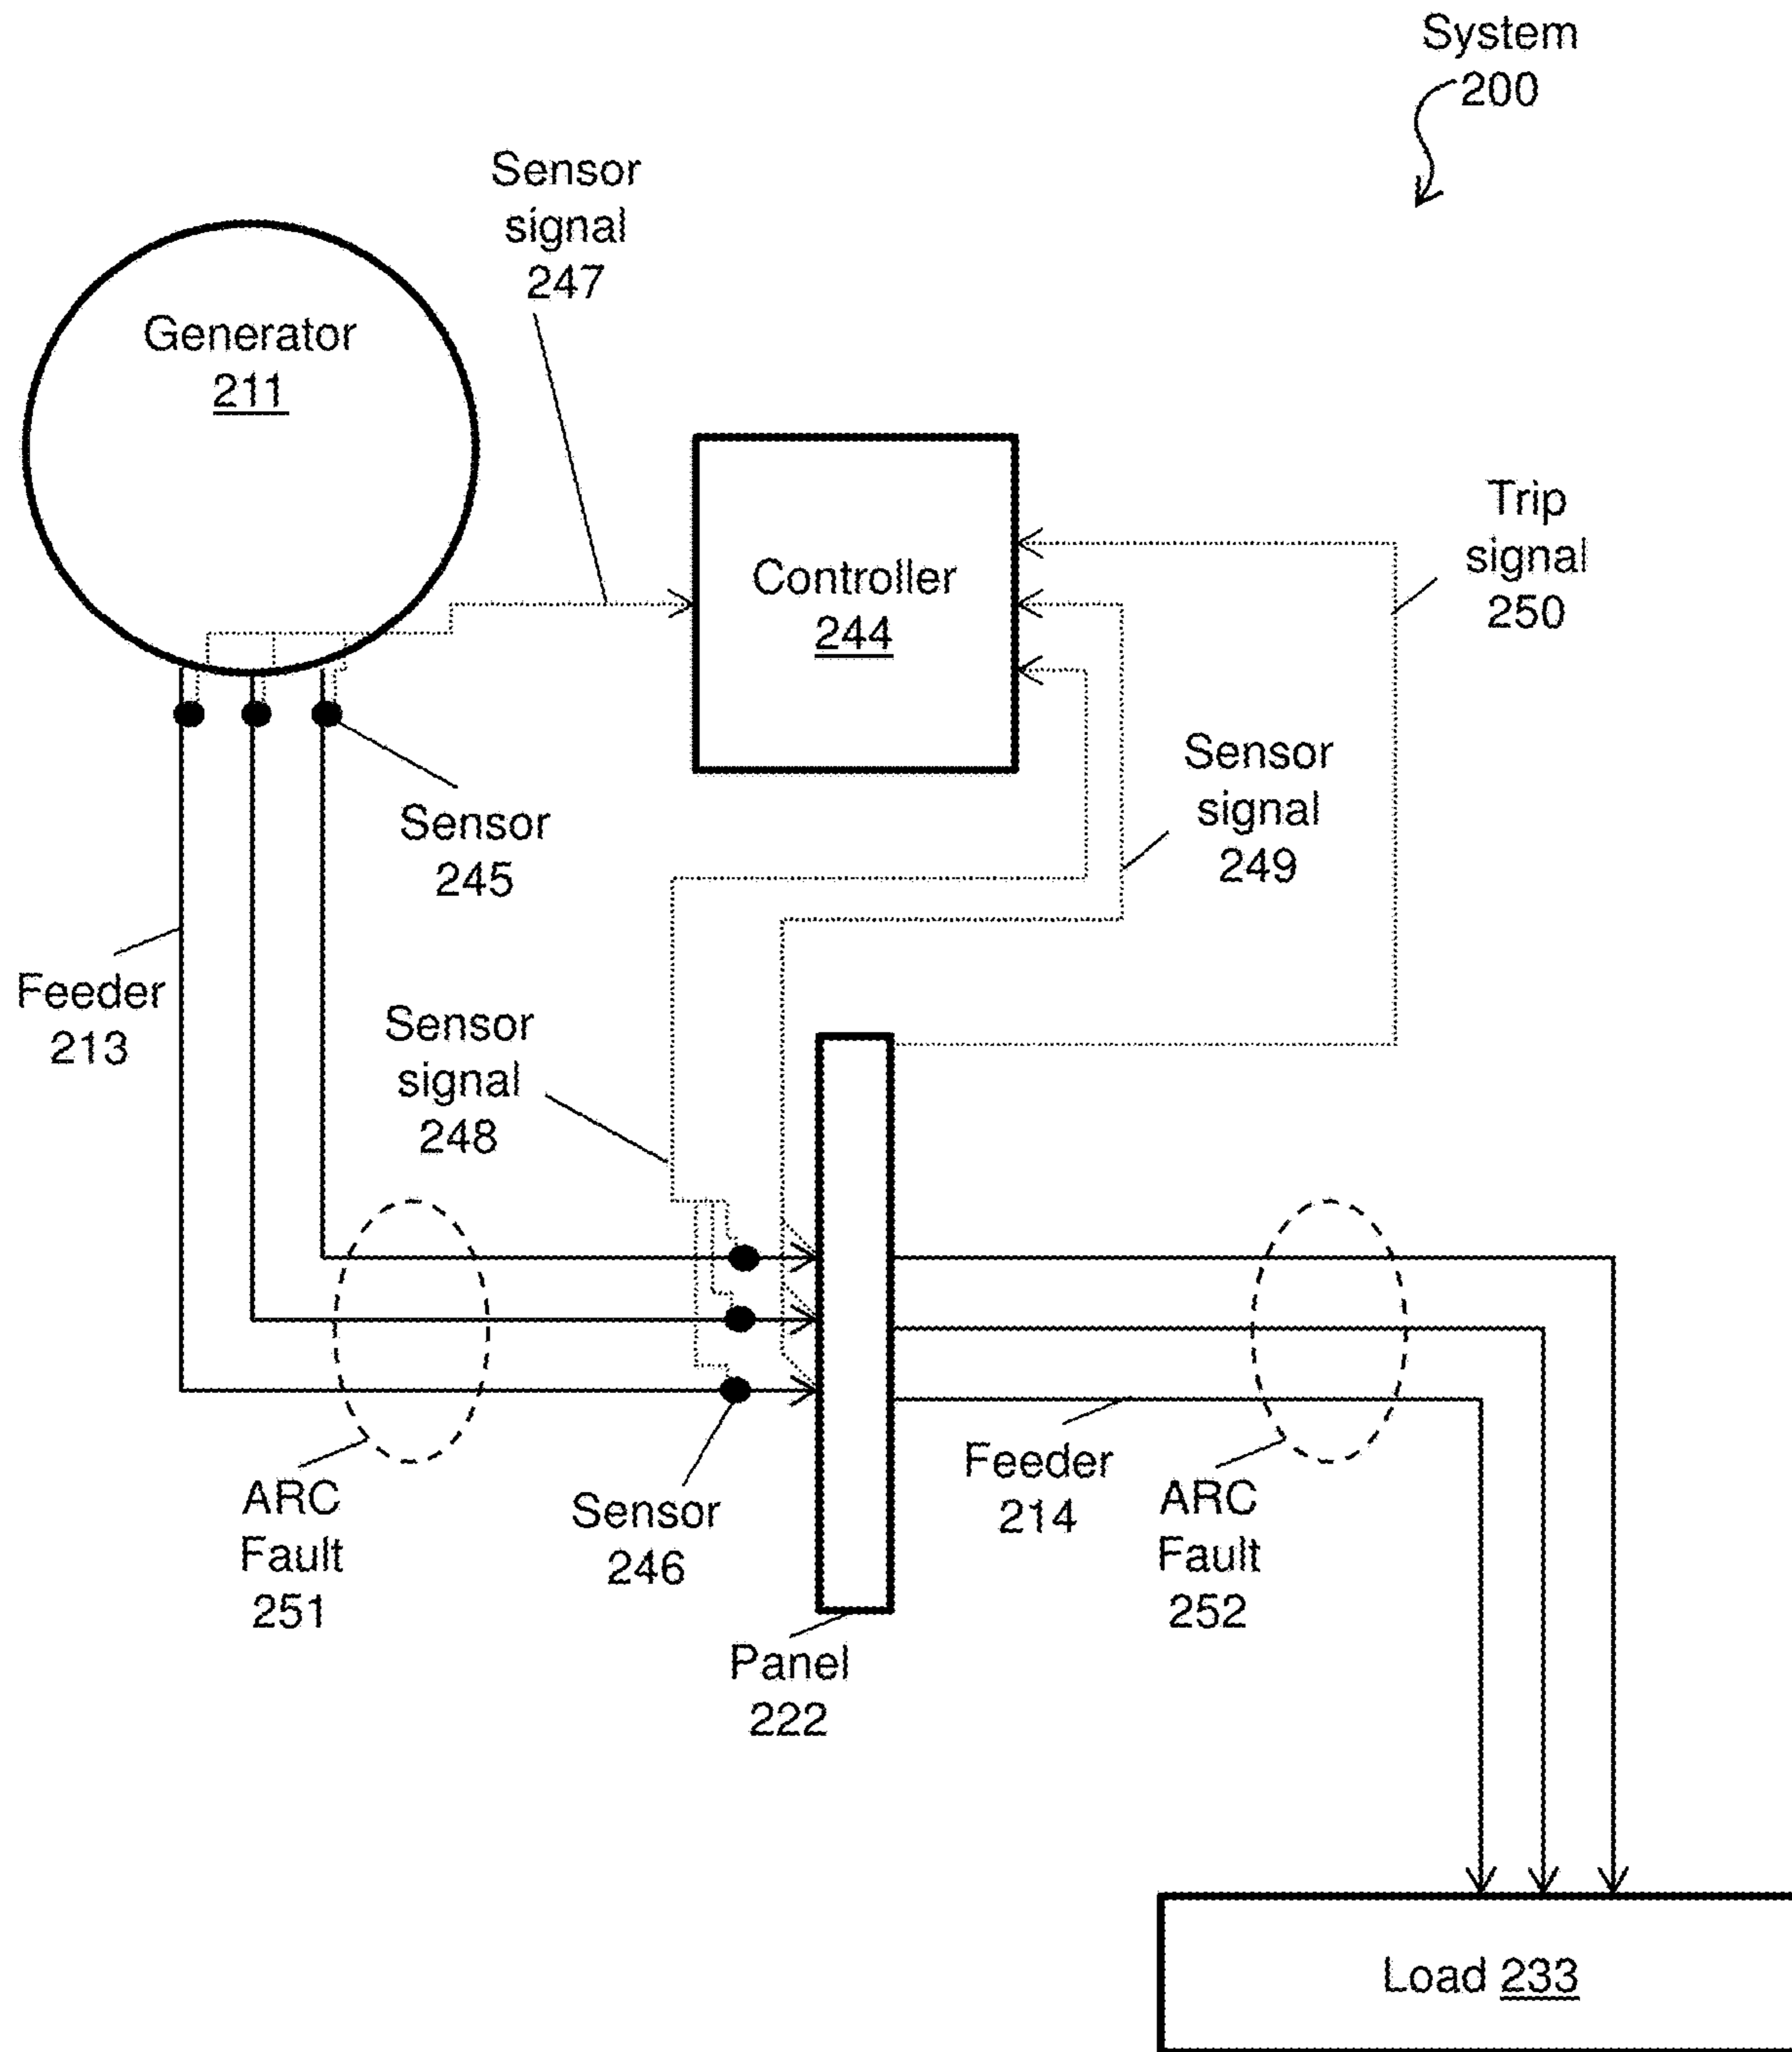 System
200
Sensor
signal
247
Generator
211
Controller
244
Trip
signal
250
Sensor
signal
249
Sensor
245
Feeder
213
Sensor
signal
248
ARC
Fault
251
Sensor
246
Feeder
214
ARC
Fault
252
Panel
222
Load 233